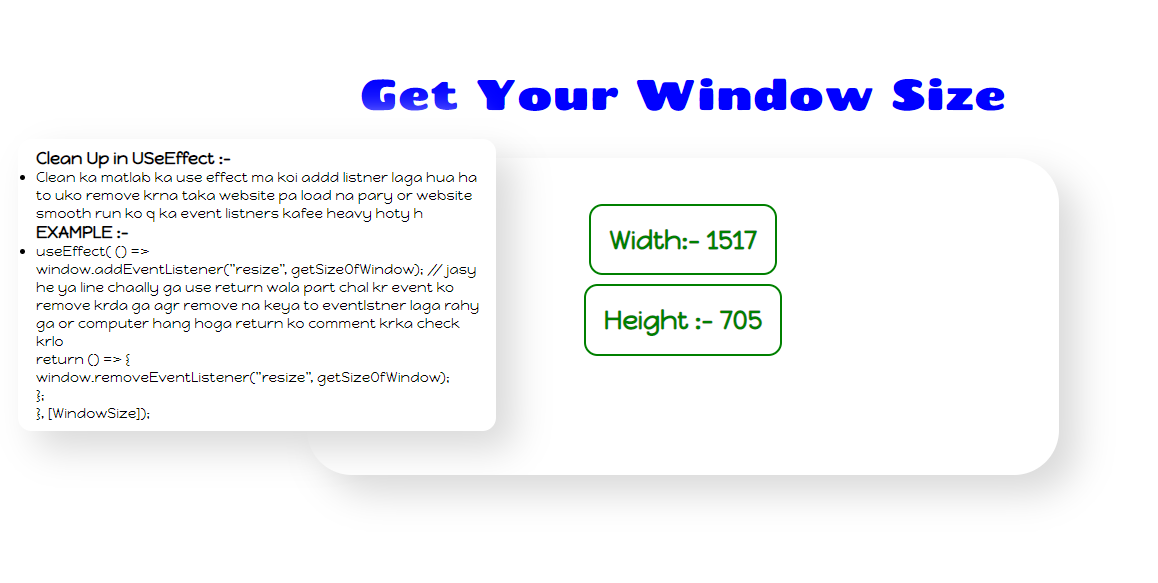 Get Your Window Size
Clean Up in USeEffect :-
Clean ka matlab ka use effect ma koi addd listner laga hua ha
to uko remove krna taka website pa load na pary or website
smooth run ko q ka event listners kafee heavy hoty h
EXAMPLE :-
useEffect( () =>
window.addEventListener("resize", getSizeOfWindow); // jasy
he ya line chaally ga use return wala part chal kr event ko
remove krda ga agr remove na keya to eventlstner laga rahy
ga or computer hang hoga return ko comment krka check
krlo
return () => {
window.removeEventListener("resize", getSizeOfWindow);
};
}, [WindowSize]);
Width:- 1517
Height :- 705